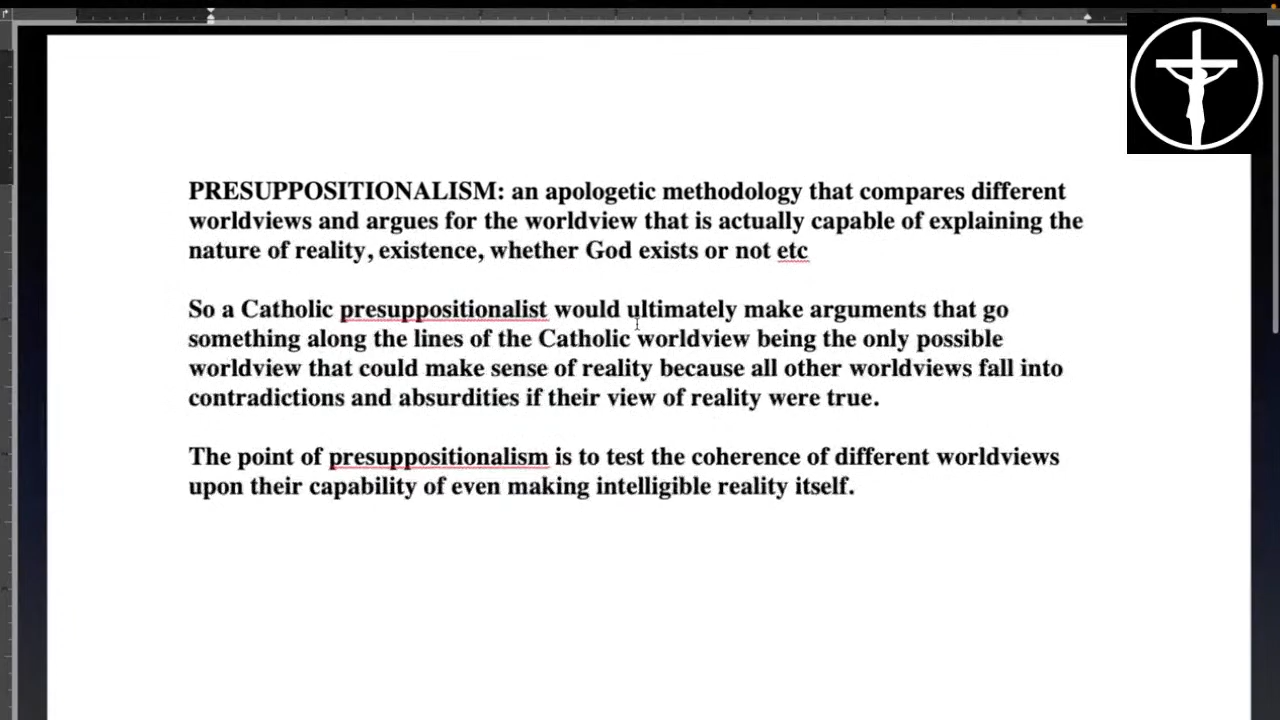 PRESUPPOSITIONALISM: an apologetic methodology that compares different
worldviews and argues for the worldview that is actually capable of explaining the
nature of reality, existence, whether God exists or not etc
So a Catholic presuppositionalist would ultimately make arguments that go
something along the lines of the Catholic worldview being the only possible
worldview that could make sense of reality because all other worldviews fall into
contradictions and absurdities if their view of reality were true.
The point of presuppositionalism is to test the coherence of different worldviews
upon their capability of even making intelligible reality itself.